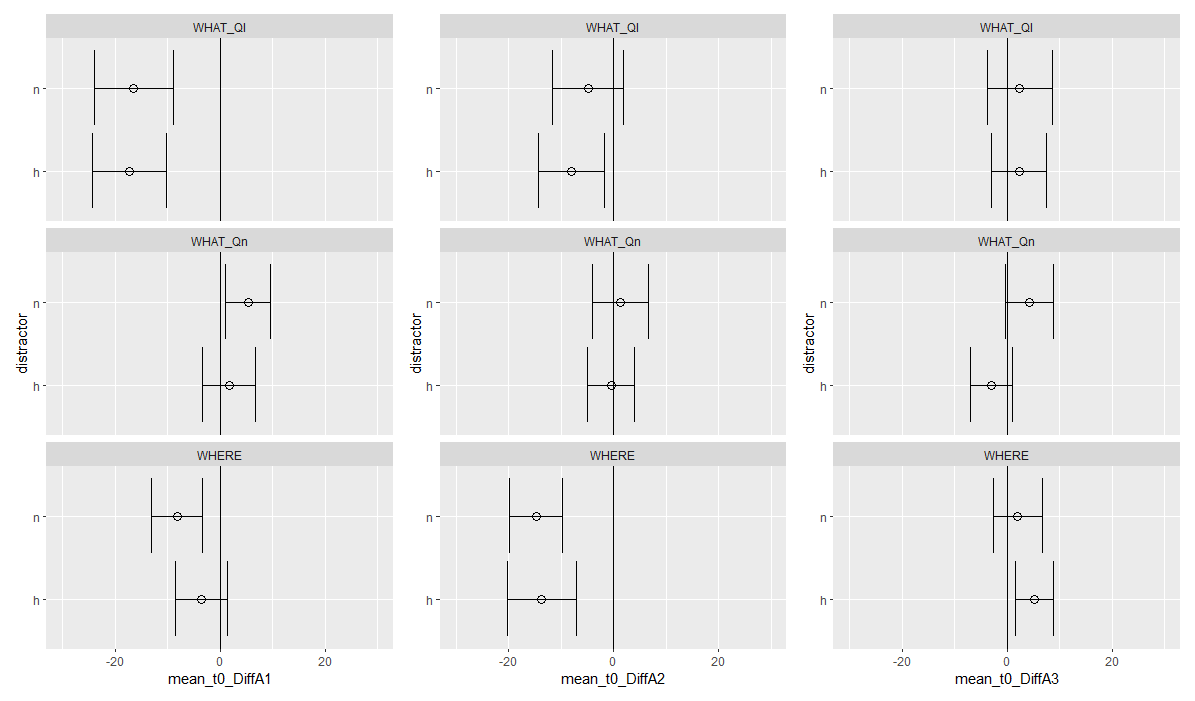 WHAT_Ql
n
h
WHAT_Qn
n
h
WHERE
n
h
distractor
-20 0 20
mean_t0_DiffA1
WHAT_Ql
n
h
WHAT_Qn
n
h
WHERE
n
h
distractor
-20 0 20
mean_t0_DiffA2
WHAT_Ql
n
h
WHAT_Qn
n
h
WHERE
n
h
distractor
-20 0 20
mean_t0_DiffA3